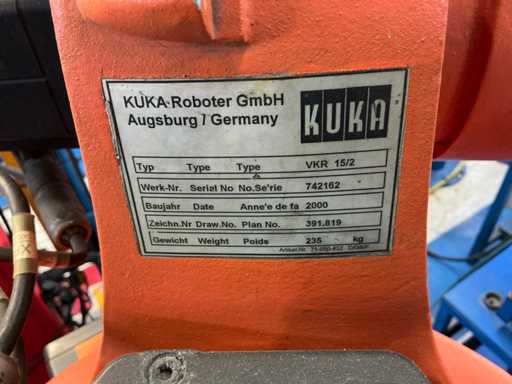 KUKA Roboter GmbH
Augsburg / Germany
KUKA
Typ Type Type VKR 15/2
Werk-Nr. Serial No No.Se'rie 742162
Baujahr Date Anne'e de fa 2000
Zeichn.Nr Draw.No. Plan No. 391.819
Gewicht Weight Poids 235 kg
Artikel.Nr.